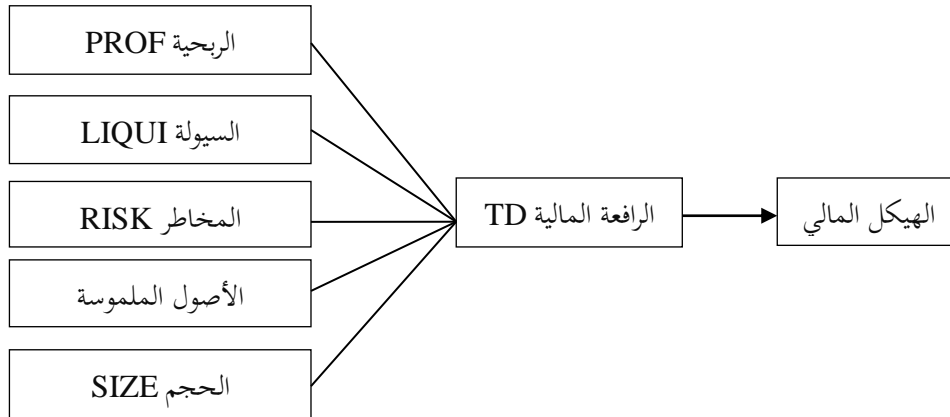 الربحية PROF
السيولة LIQUI
المخاطر RISK
الأصول الملموسة
الحجم SIZE
الرافعة المالية TD
الهيكل المالي